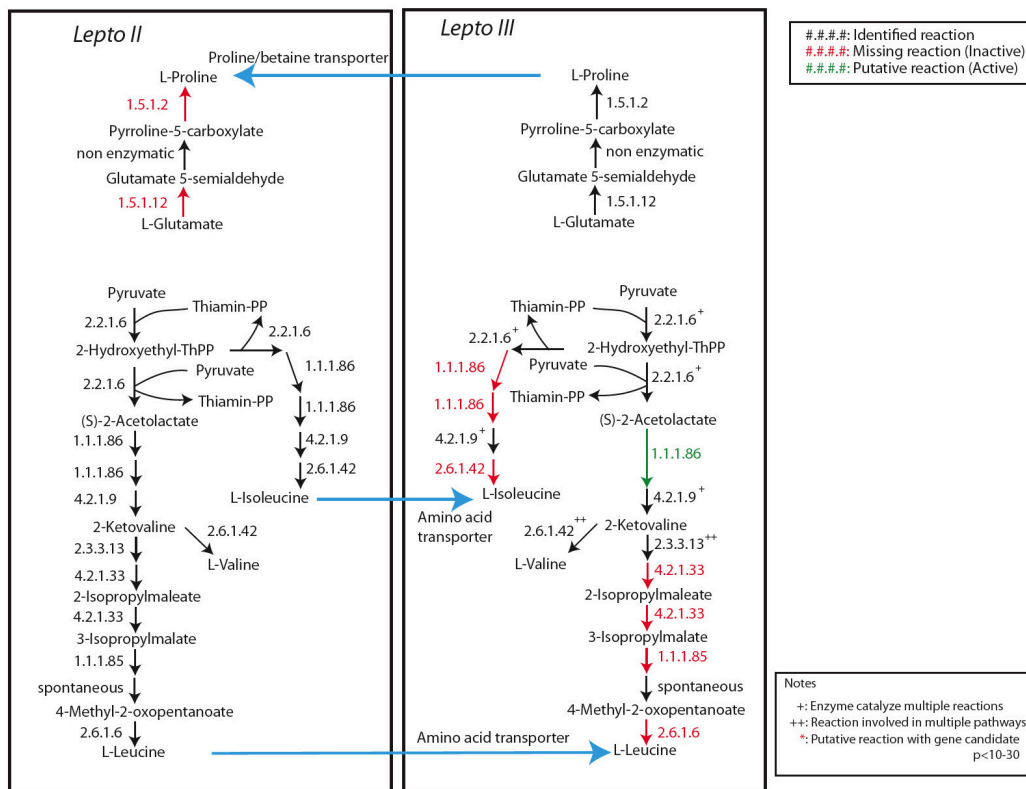 Lepto II
Proline/betaine transporter
L-Proline
1.5.1.2
Pyrroline-5-carboxylate
non enzymatic
Glutamate 5-semialdehyde
1.5.1.12
L-Glutamate
Pyruvate
Thiamin-PP
2.2.1.6
2.2.1.6
2-Hydroxyethyl-ThPP
Pyruvate
1.1.1.86
2.2.1.6
Thiamin-PP
1.1.1.86
(S)-2-Acetolactate
1.1.1.86
4.2.1.9
1.1.1.86
2.6.1.42
4.2.1.9
L-Isoleucine
2-Ketovaline
2.6.1.42
2.3.3.13
L-Valine
4.2.1.33
2-Isopropylmaleate
4.2.1.33
3-Isopropylmalate
1.1.1.85
spontaneous
4-Methyl-2-oxopentanoate
2.6.1.6
L-Leucine
Amino acid transporter
Lepto III
L-Proline
1.5.1.2
Pyrroline-5-carboxylate
non enzymatic
Glutamate 5-semialdehyde
1.5.1.12
L-Glutamate
Pyruvate
Thiamin-PP
2.2.1.6+
2.2.1.6+
2-Hydroxyethyl-ThPP
Pyruvate
1.1.1.86
2.2.1.6+
Thiamin-PP
1.1.1.86
(S)-2-Acetolactate
4.2.1.9+
1.1.1.86
2.6.1.42
L-Isoleucine
4.2.1.9+
Amino acid
transporter
2-Ketovaline
2.6.1.42++
2.3.3.13++
L-Valine
4.2.1.33
2-Isopropylmaleate
4.2.1.33
3-Isopropylmalate
1.1.1.85
spontaneous
4-Methyl-2-oxopentanoate
2.6.1.6
L-Leucine
#.#.#.#: Identified reaction
#.#.#.#: Missing reaction (Inactive)
#.#.#.#: Putative reaction (Active)
Notes
+: Enzyme catalyze multiple reactions
++: Reaction involved in multiple pathways
*: Putative reaction with gene candidate
p<10-30